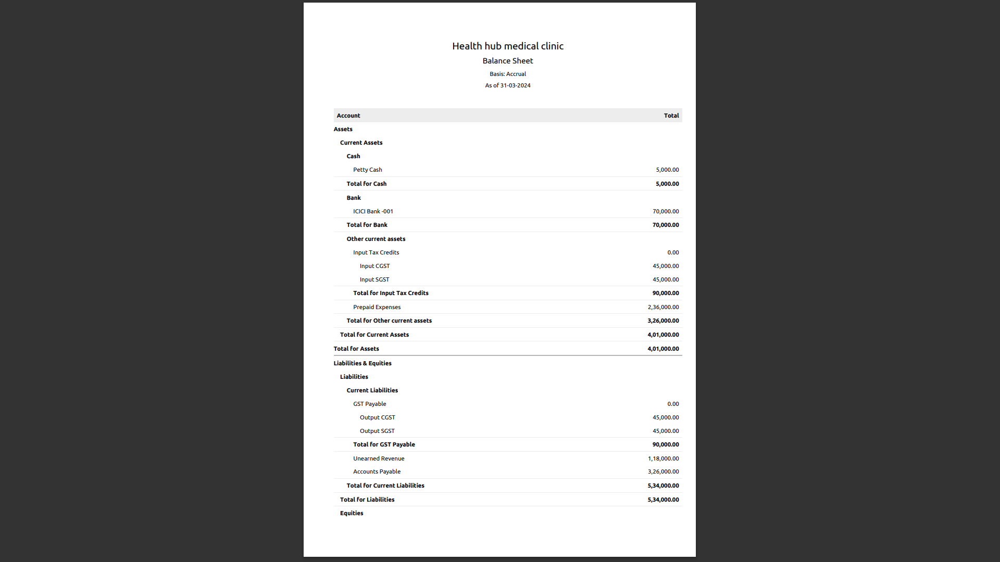 Health hub medical clinic
Balance Sheet
Basis: Accrual
As of 31-03-2024
Account Total
Assets
Current Assets
Cash
Petty Cash 5,000.00
Total for Cash 5,000.00
Bank
ICICI Bank -001 70,000.00
Total for Bank 70,000.00
Other current assets
Input Tax Credits 0.00
Input CGST 45,000.00
Input SGST 45,000.00
Total for Input Tax Credits 90,000.00
Prepaid Expenses 2,36,000.00
Total for Other current assets 3,26,000.00
Total for Current Assets 4,01,000.00
Total for Assets 4,01,000.00
Liabilities & Equities
Liabilities
Current Liabilities
GST Payable 0.00
Output CGST 45,000.00
Output SGST 45,000.00
Total for GST Payable 90,000.00
Unearned Revenue 1,18,000.00
Accounts Payable 3,26,000.00
Total for Current Liabilities 5,34,000.00
Total for Liabilities 5,34,000.00
Equities